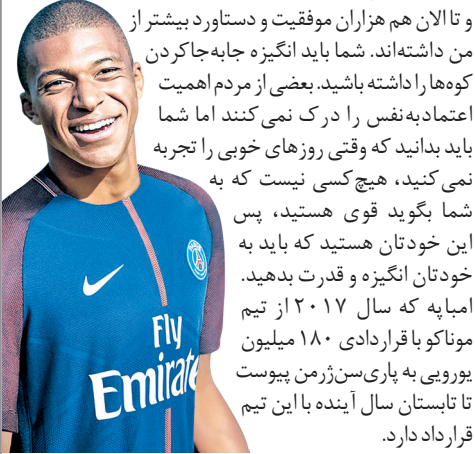 و تا الان هم هزاران موفقیت و دستاورد بیشتر از
من داشته‌اند. شما باید انگیزه جابه‌جا کردن
کوه‌ها را داشته باشید. بعضی از مردم اهمیت
اعتمادبه‌نفس را درک نمی‌کنند اما شما
باید بدانید که وقتی روزهای خوبی را تجربه
نمی‌کنید، هیچ‌کسی نیست که به
شما بگوید قوی هستید، پس
این خودتان هستید که باید به
خودتان انگیزه و قدرت بدهید.
امباپه که سال ۲۰۱۷ از تیم
موناکو با قراردادی ۱۸۰ میلیون
یورویی به پاری‌سن‌ژرمن پیوست
تا تابستان سال آینده با این تیم
قرارداد دارد.
Fly
Emirate